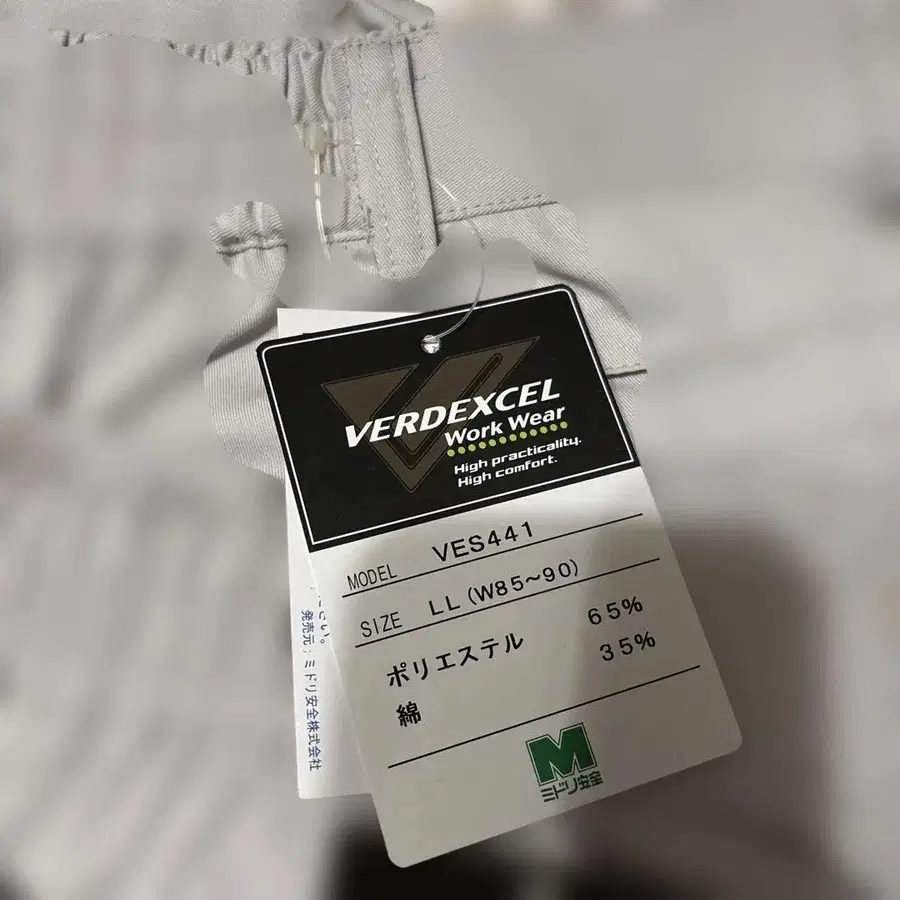 VERDEXCEL
Work Wear
High practicality.
High comfort.
MODEL VES441
SIZE LL(W85~90)
ポリエステル 65%
綿 35%
M
ミドリ安全
さい。
発売元:ミドリ安全株式会社